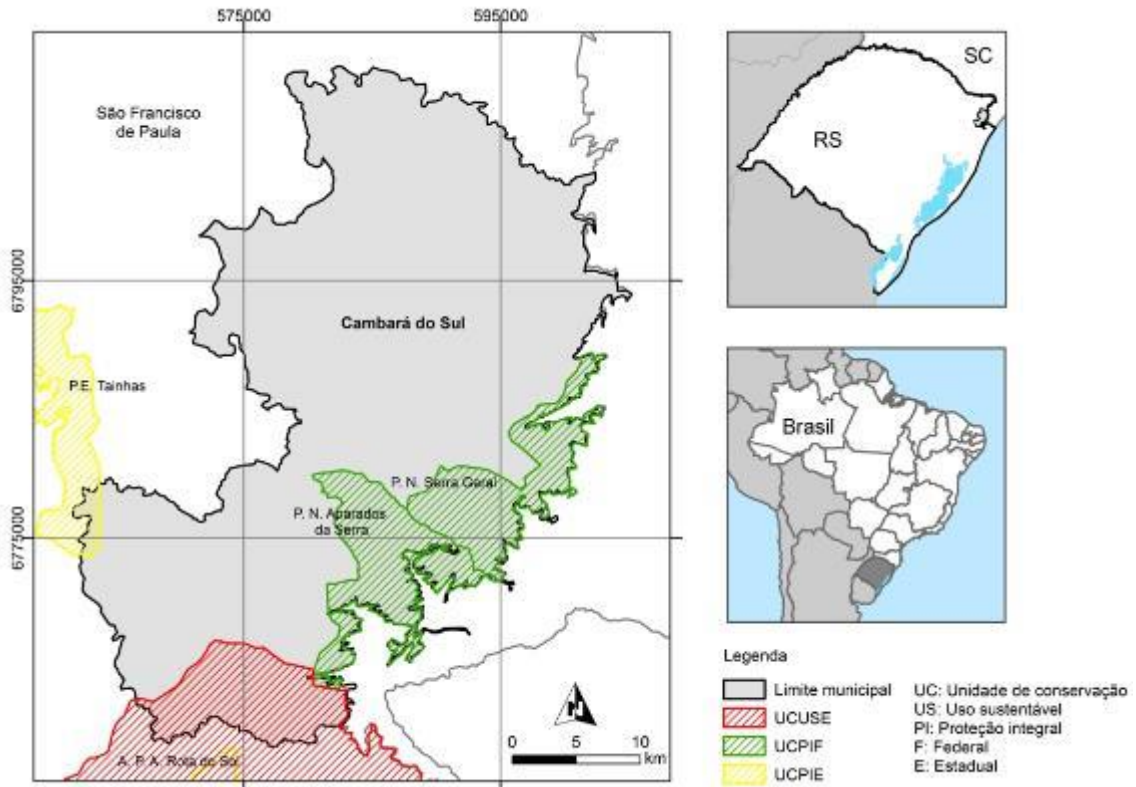 575000
595000
São Francisco
de Paula
6795000
Cambará do Sul
P.E. Tainhas
P. N. Serra Geral
P. N. Aparados
da Serra
6775000
A. P. A. Rota do Sol
N
0 5 10
km
SC
RS
Brasil
Legenda
Limite municipal
UCUSE
UCPIF
UCPIE
UC: Unidade de conservação
US: Uso sustentável
PI: Proteção integral
F: Federal
E: Estadual